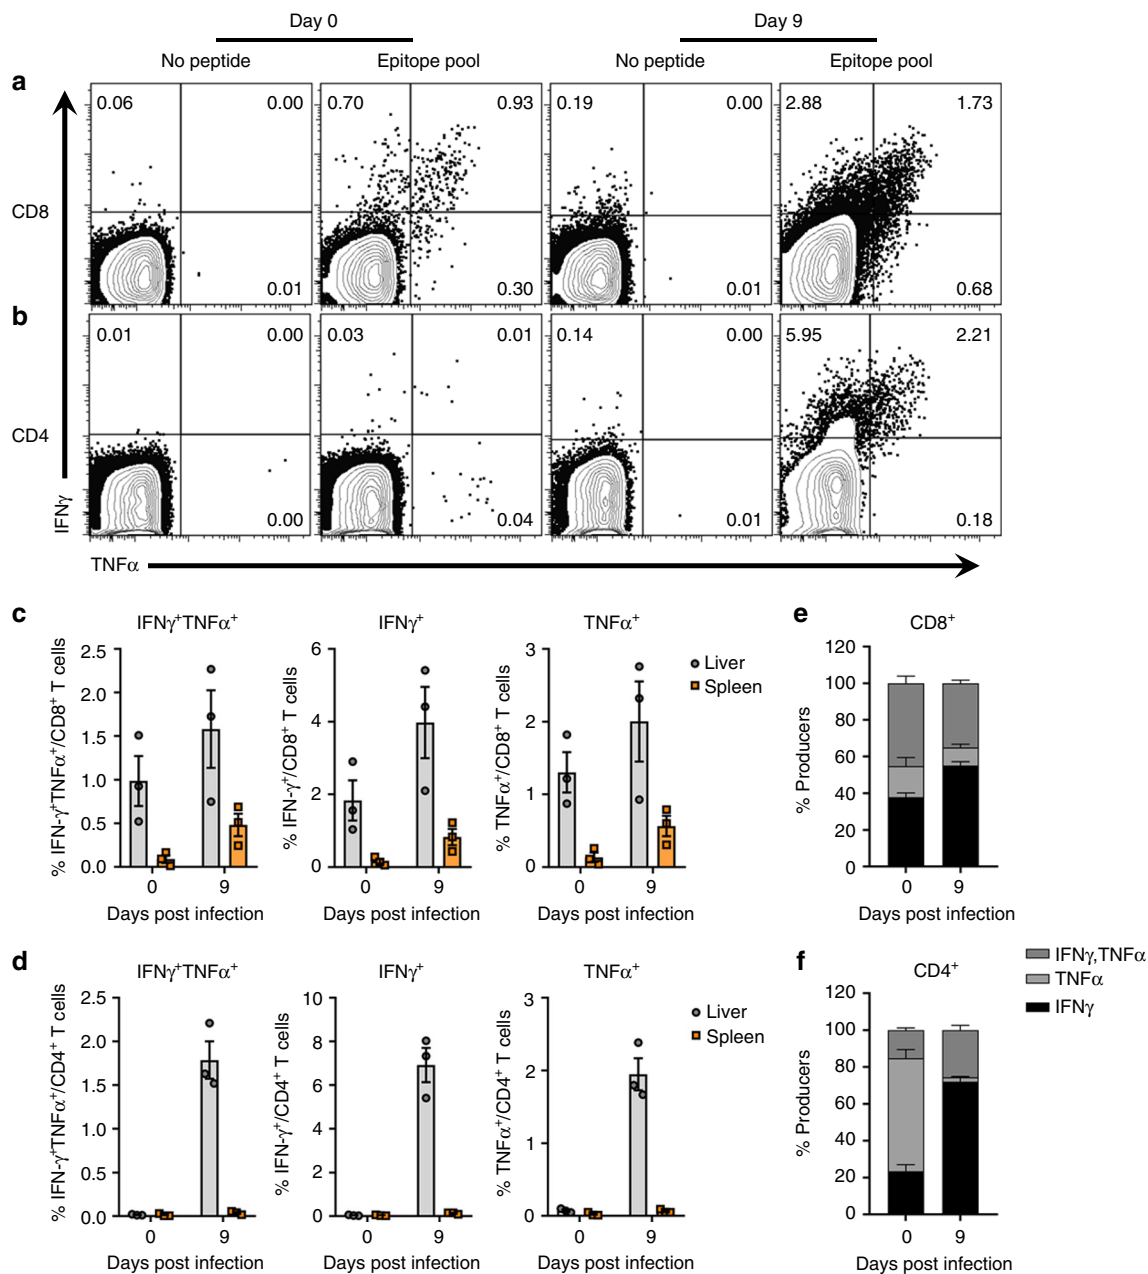 Day 0
Day 9
No peptide
Epitope pool
No peptide
Epitope pool
a
0.06
0.00
0.70
0.93
0.19
0.00
2.88
1.73
CD8
0.01
0.30
0.01
0.68
b
0.01
0.00
0.03
0.01
0.14
0.00
5.95
2.21
CD4
0.00
0.04
0.01
0.18
IFNγ
TNFα
c
IFNγ⁺TNFα⁺
% IFN-γ⁺TNFα⁺/CD8⁺ T cells
2.5
2.0
1.5
1.0
0.5
0.0
0
9
Days post infection
IFNγ⁺
% IFN-γ⁺/CD8⁺ T cells
6
4
2
0
0
9
Days post infection
TNFα⁺
% TNFα⁺/CD8⁺ T cells
3
2
1
0
0
9
Days post infection
Liver
Spleen
e
CD8⁺
% Producers
120
100
80
60
40
20
0
0
9
Days post infection
d
IFNγ⁺TNFα⁺
% IFN-γ⁺TNFα⁺/CD4⁺ T cells
2.5
2.0
1.5
1.0
0.5
0.0
0
9
Days post infection
IFNγ⁺
% IFN-γ⁺/CD4⁺ T cells
10
8
6
4
2
0
0
9
Days post infection
TNFα⁺
% TNFα⁺/CD4⁺ T cells
3
2
1
0
0
9
Days post infection
Liver
Spleen
f
CD4⁺
% Producers
120
100
80
60
40
20
0
0
9
Days post infection
IFNγ,TNFα
TNFα
IFNγ